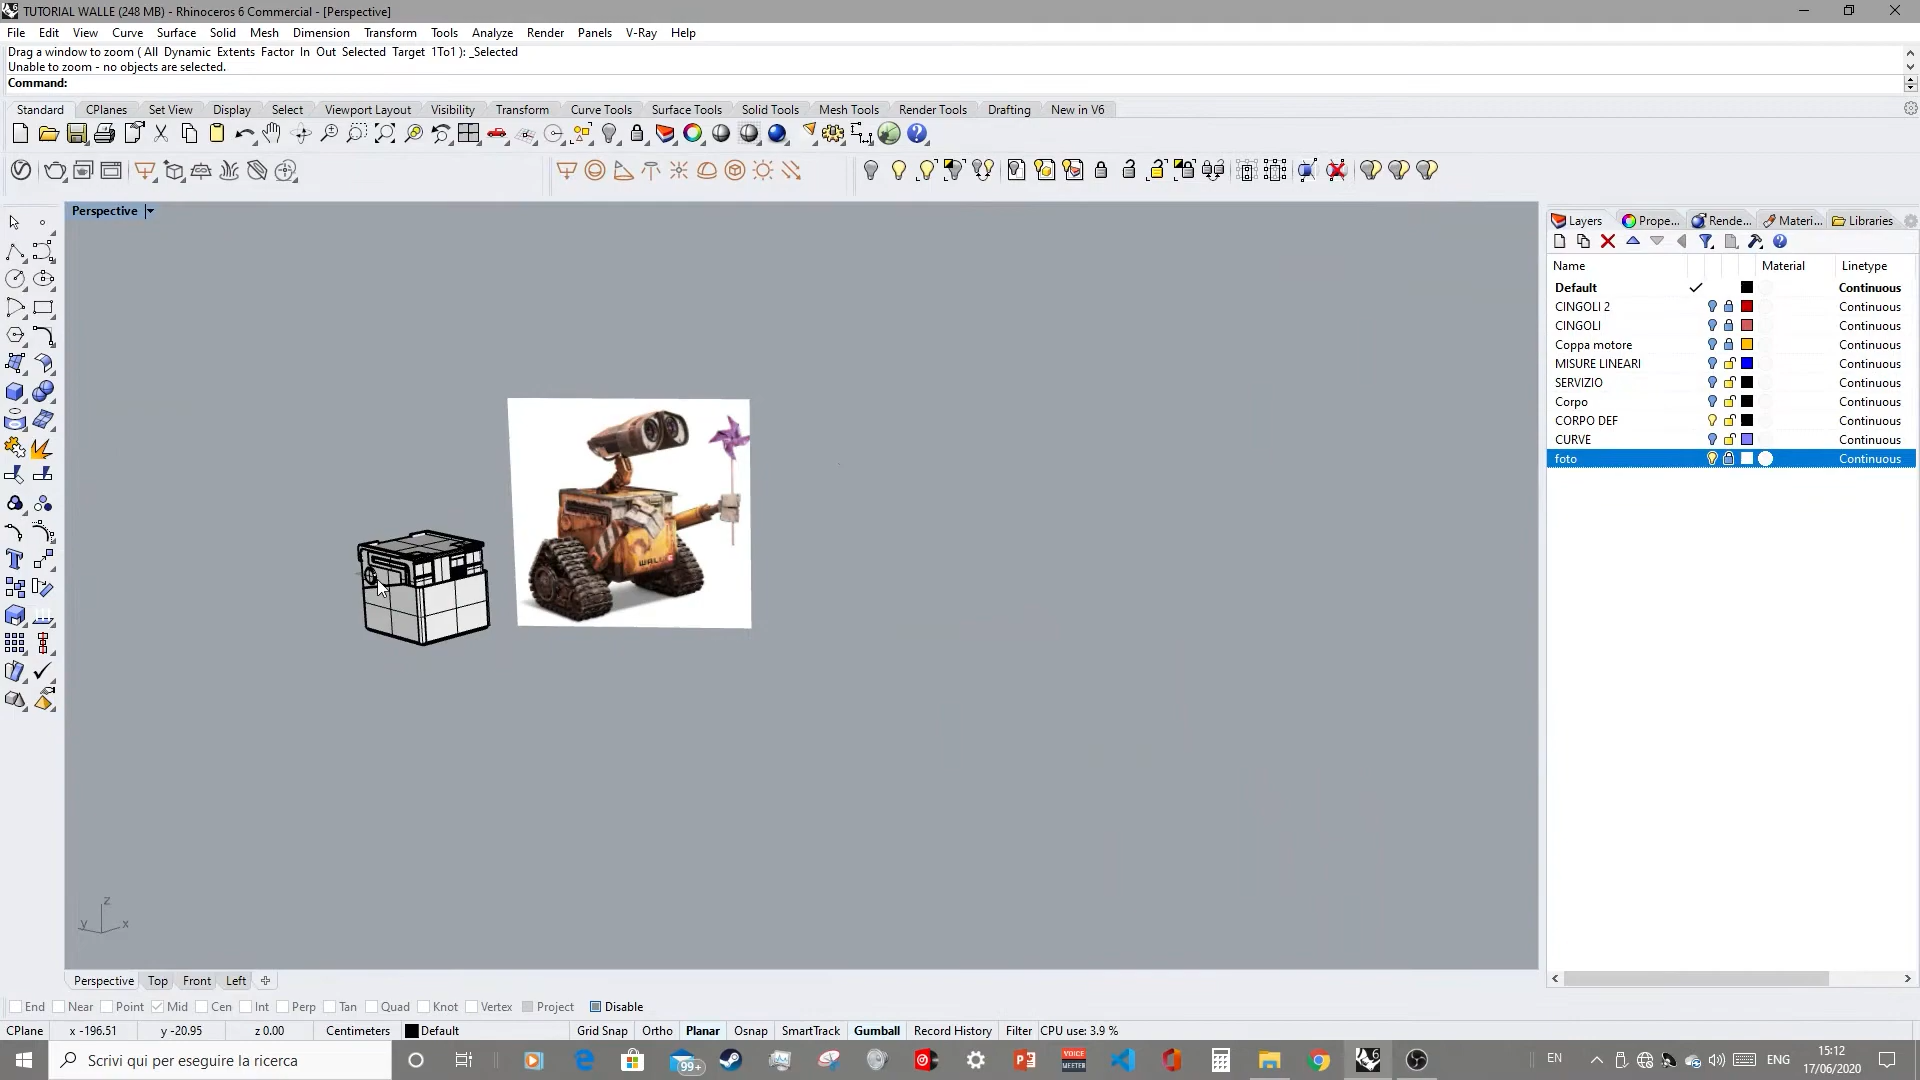 TUTORIAL WALLE (248 MB) - Rhinoceros 6 Commercial - [Perspective]
File Edit View Curve Surface Solid Mesh Dimension Transform Tools Analyze Render Panels V-Ray Help
Drag a window to zoom ( All Dynamic Extents Factor In Out Selected Target 1To1 ): _Selected
Unable to zoom - no objects are selected.
Command:
Standard CPlanes Set View Display Select Viewport Layout Visibility Transform Curve Tools Surface Tools Solid Tools Mesh Tools Render Tools Drafting New in V6
Perspective
Layers Prope... Rende... Materi... Libraries
Name Material Linetype
Default Continuous
CINGOLI 2 Continuous
CINGOLI Continuous
Coppa motore Continuous
MISURE LINEARI Continuous
SERVIZIO Continuous
Corpo Continuous
CORPO DEF Continuous
CURVE Continuous
foto Continuous
WALL•E
z
y x
Perspective Top Front Left
End Near Point Mid Cen Int Perp Tan Quad Knot Vertex Project Disable
CPlane x -196.51 y -20.95 z 0.00 Centimeters Default Grid Snap Ortho Planar Osnap SmartTrack Gumball Record History Filter CPU use: 3.9 %
Scrivi qui per eseguire la ricerca
99+
VOICE MEETER
EN
ENG
15:12
17/06/2020